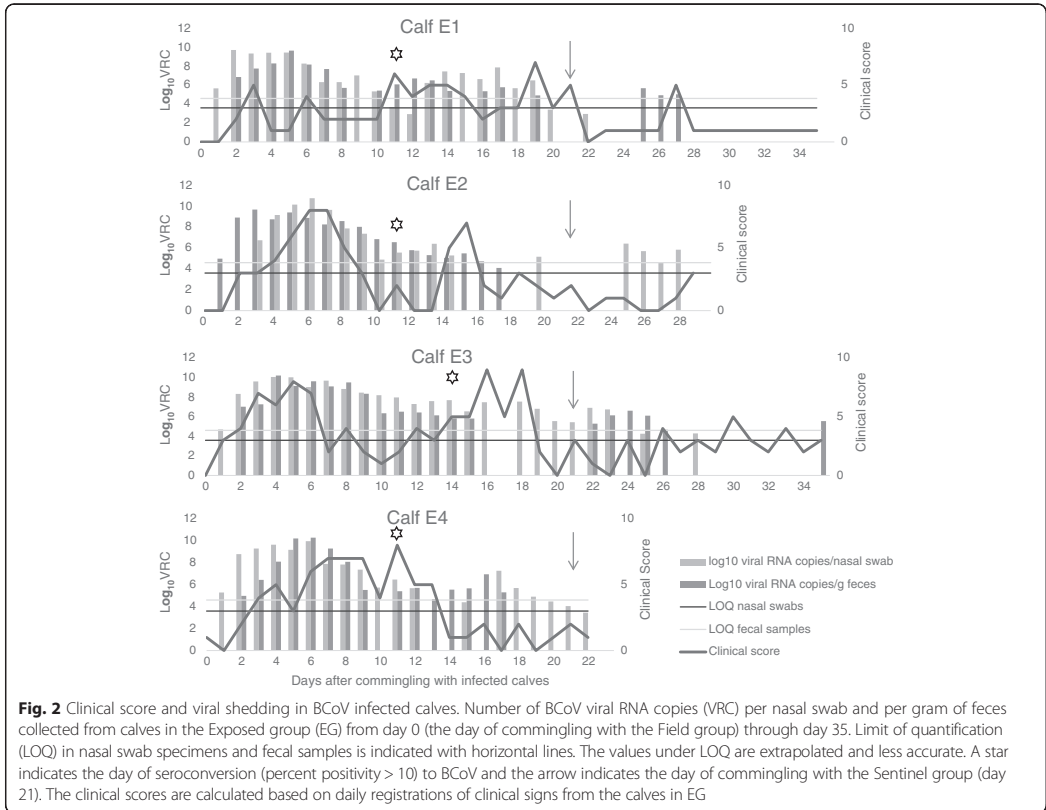 Calf E1
12
10
8
6
4
2
0
Log10VRC
10
5
0
Clinical score
0 2 4 6 8 10 12 14 16 18 20 22 24 26 28 30 32 34
Calf E2
12
10
8
6
4
2
0
Log10VRC
10
5
0
Clinical score
0 2 4 6 8 10 12 14 16 18 20 22 24 26 28
Calf E3
12
10
8
6
4
2
0
Log10VRC
10
5
0
Clinical score
0 2 4 6 8 10 12 14 16 18 20 22 24 26 28 30 32 34
Calf E4
12
10
8
6
4
2
0
Log10VRC
10
5
0
Clinical Score
0 2 4 6 8 10 12 14 16 18 20 22
Days after commingling with infected calves
log10 viral RNA copies/nasal swab
Log10 viral RNA copies/g feces
LOQ nasal swabs
LOQ fecal samples
Clinical score
Fig. 2 Clinical score and viral shedding in BCoV infected calves. Number of BCoV viral RNA copies (VRC) per nasal swab and per gram of feces
collected from calves in the Exposed group (EG) from day 0 (the day of commingling with the Field group) through day 35. Limit of quantification
(LOQ) in nasal swab specimens and fecal samples is indicated with horizontal lines. The values under LOQ are extrapolated and less accurate. A star
indicates the day of seroconversion (percent positivity > 10) to BCoV and the arrow indicates the day of commingling with the Sentinel group (day
21). The clinical scores are calculated based on daily registrations of clinical signs from the calves in EG